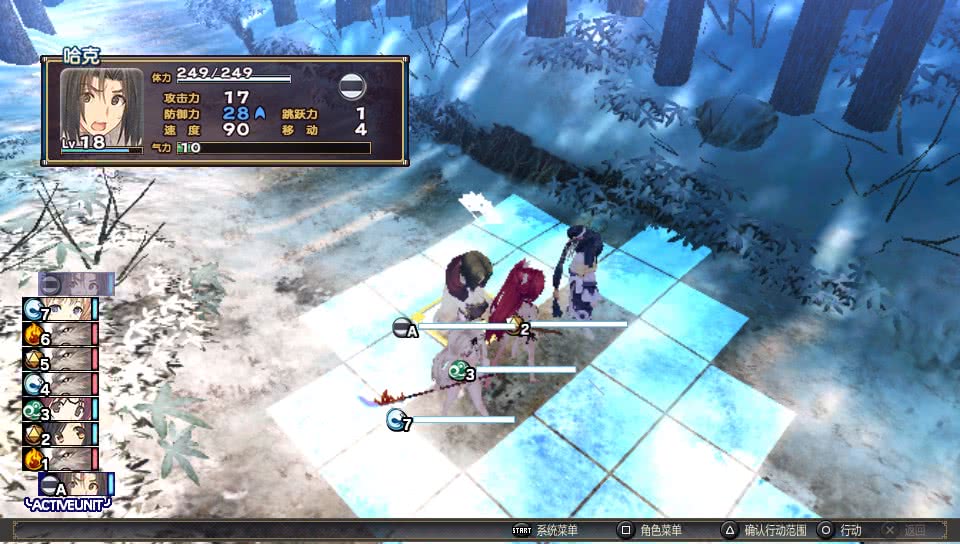 哈克
体力 249/249
攻击力 17
防御力 28 跳跃力 1
速度 90 移动 4
Lv 18 气力 10
A 2
3
7
7
6
5
4
3
2
1
A
ACTIVEUNIT
START 系统菜单 角色菜单 确认行动范围 行动 返回